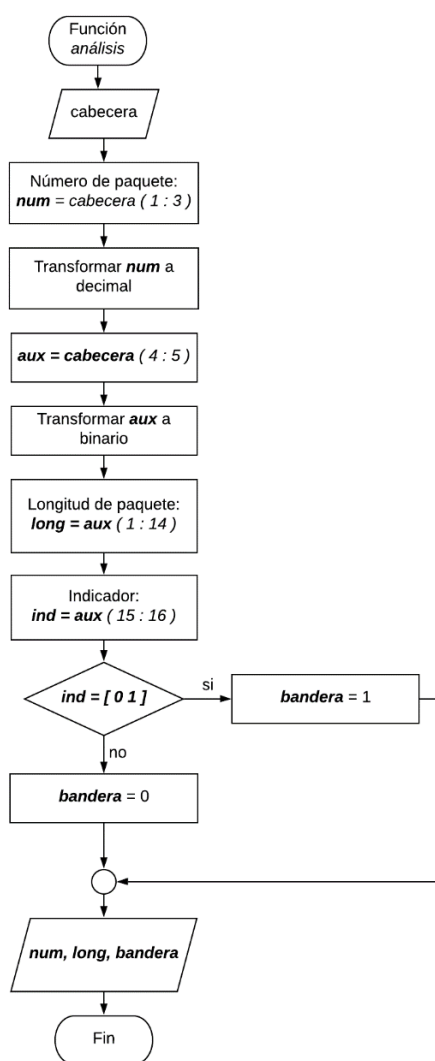 Función
análisis
cabecera
Número de paquete:
num = cabecera ( 1 : 3 )
Transformar num a
decimal
aux = cabecera ( 4 : 5 )
Transformar aux a
binario
Longitud de paquete:
long = aux ( 1 : 14 )
Indicador:
ind = aux ( 15 : 16 )
ind = [ 0 1 ]
si
bandera = 1
no
bandera = 0
num, long, bandera
Fin